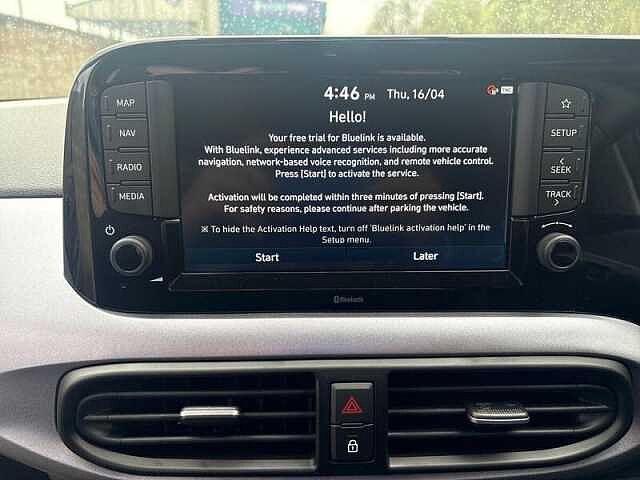 4:46 PM Thu, 16/04
Hello!
Your free trial for Bluelink is available.
With Bluelink, experience advanced services including more accurate
navigation, network-based voice recognition, and remote vehicle control.
Press [Start] to activate the service.
Activation will be completed within three minutes of pressing [Start].
For safety reasons, please continue after parking the vehicle.
※ To hide the Activation Help text, turn off 'Bluelink activation help' in the
Setup menu.
Start Later
MAP
NAV
RADIO
MEDIA
☆
SETUP
<
SEEK
TRACK
>
Bluetooth